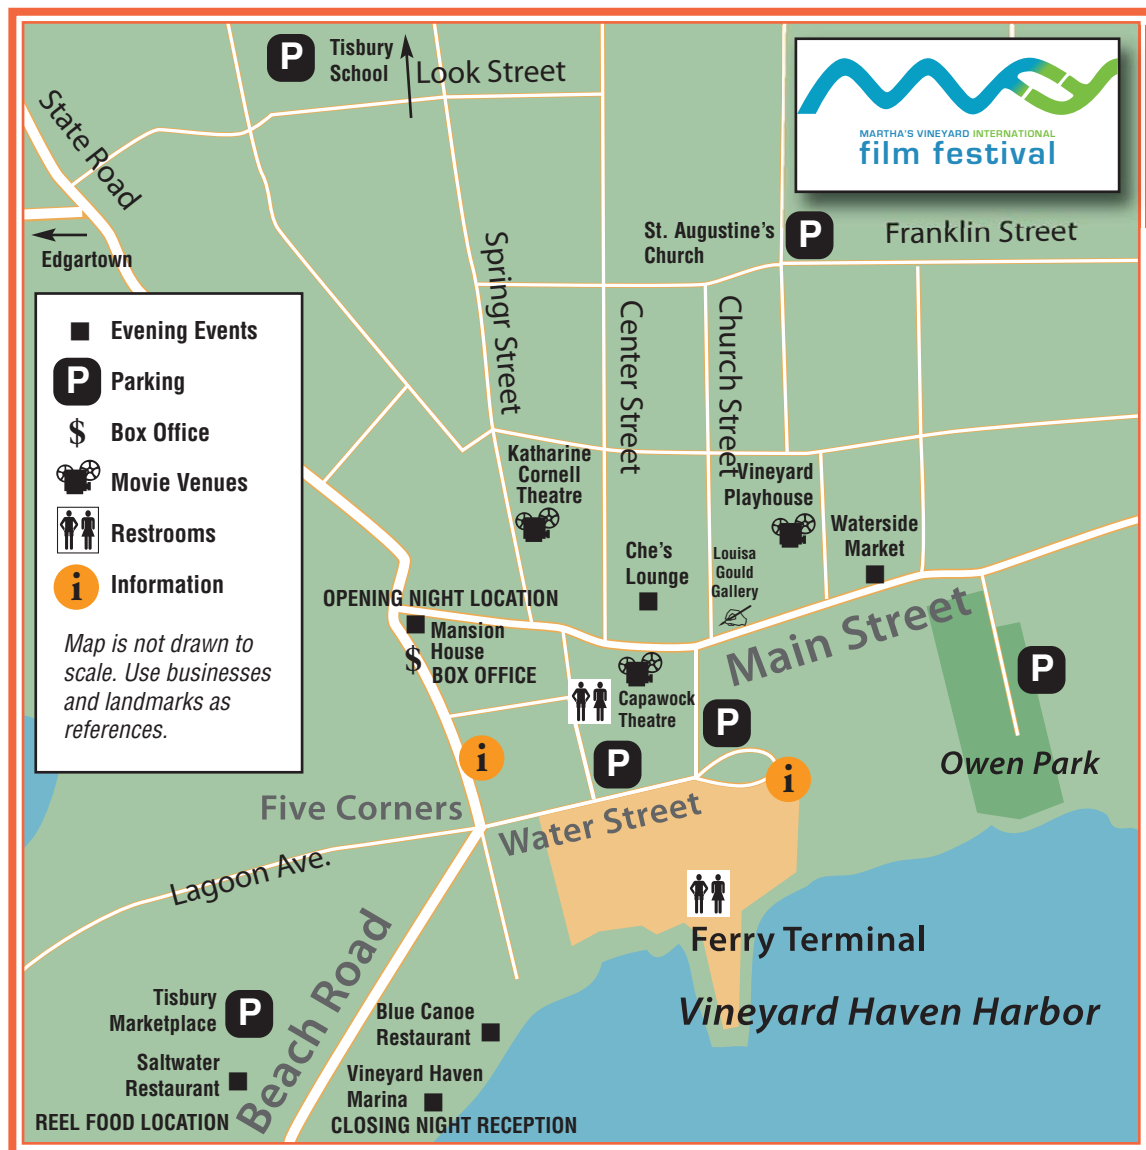 P
Tisbury
School
Look Street
State Road
MARTHA'S VINEYARD INTERNATIONAL
film festival
Edgartown
St. Augustine's
Church
P
Franklin Street
Springr Street
Center Street
Church Street
Evening Events
P Parking
$ Box Office
Movie Venues
Restrooms
i Information
Map is not drawn to
scale. Use businesses
and landmarks as
references.
Katharine
Cornell
Theatre
Vineyard
Playhouse
Waterside
Market
Che's
Lounge
Louisa
Gould
Gallery
OPENING NIGHT LOCATION
Mansion
House
$ BOX OFFICE
Main Street
Capawock
Theatre
P
P
P
i
i
Owen Park
Five Corners
Water Street
Lagoon Ave.
Ferry Terminal
Vineyard Haven Harbor
Beach Road
Tisbury
Marketplace
P
Saltwater
Restaurant
REEL FOOD LOCATION
Blue Canoe
Restaurant
Vineyard Haven
Marina
CLOSING NIGHT RECEPTION